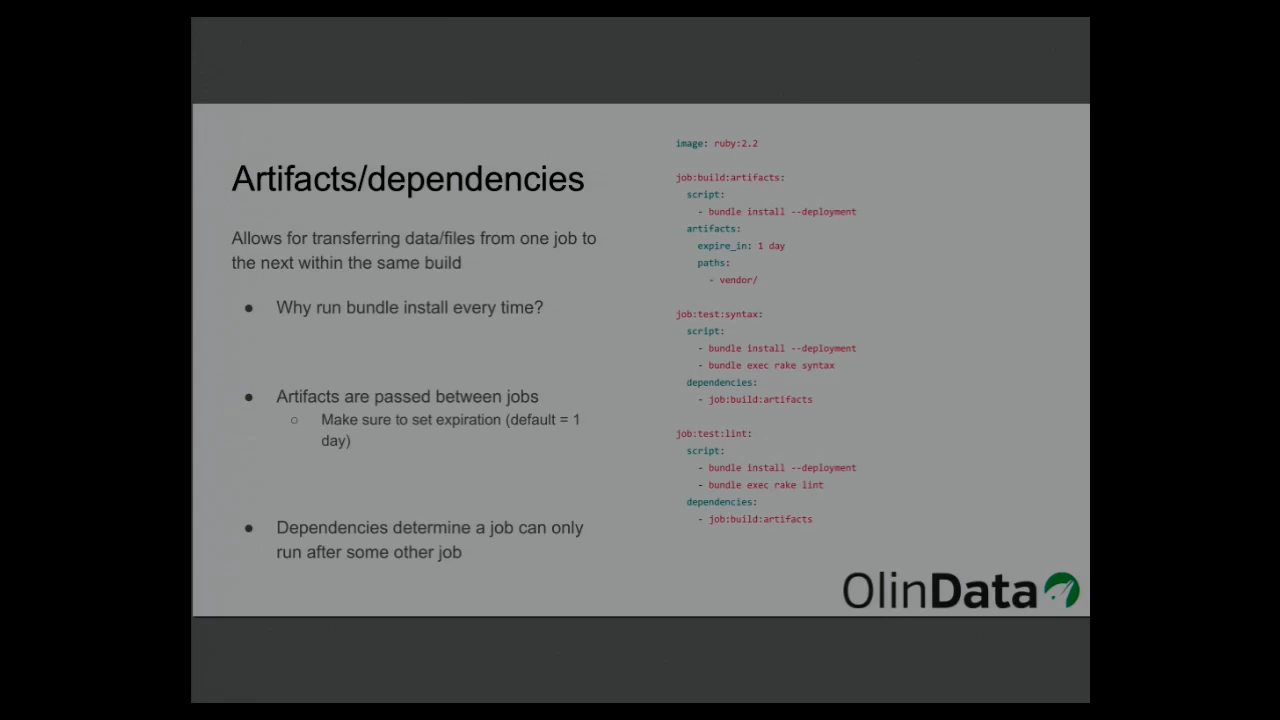 Artifacts/dependencies
Allows for transferring data/files from one job to
the next within the same build
● Why run bundle install every time?
● Artifacts are passed between jobs
○ Make sure to set expiration (default = 1
day)
● Dependencies determine a job can only
run after some other job
image: ruby:2.2
job:build:artifacts:
script:
- bundle install --deployment
artifacts:
expire_in: 1 day
paths:
- vendor/
job:test:syntax:
script:
- bundle install --deployment
- bundle exec rake syntax
dependencies:
- job:build:artifacts
job:test:lint:
script:
- bundle install --deployment
- bundle exec rake lint
dependencies:
- job:build:artifacts
OlinData